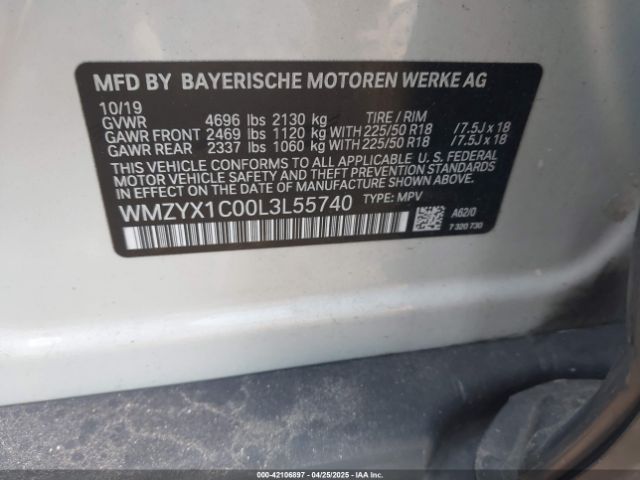 MFD BY BAYERISCHE MOTOREN WERKE AG
10/19
GVWR 4696 lbs 2130 kg TIRE / RIM
GAWR FRONT 2469 lbs 1120 kg WITH 225/50 R18 /7.5J x 18
GAWR REAR 2337 lbs 1060 kg WITH 225/50 R18 /7.5J x 18
THIS VEHICLE CONFORMS TO ALL APPLICABLE U. S. FEDERAL
MOTOR VEHICLE SAFETY, BUMPER, AND THEFT PREVENTION
STANDARDS IN EFFECT ON THE DATE OF MANUFACTURE SHOWN ABOVE.
WMZYX1C00L3L55740 TYPE: MPV
A62/0
7 320 730
000-42106897 - 04/25/2025 - IAAI.COM